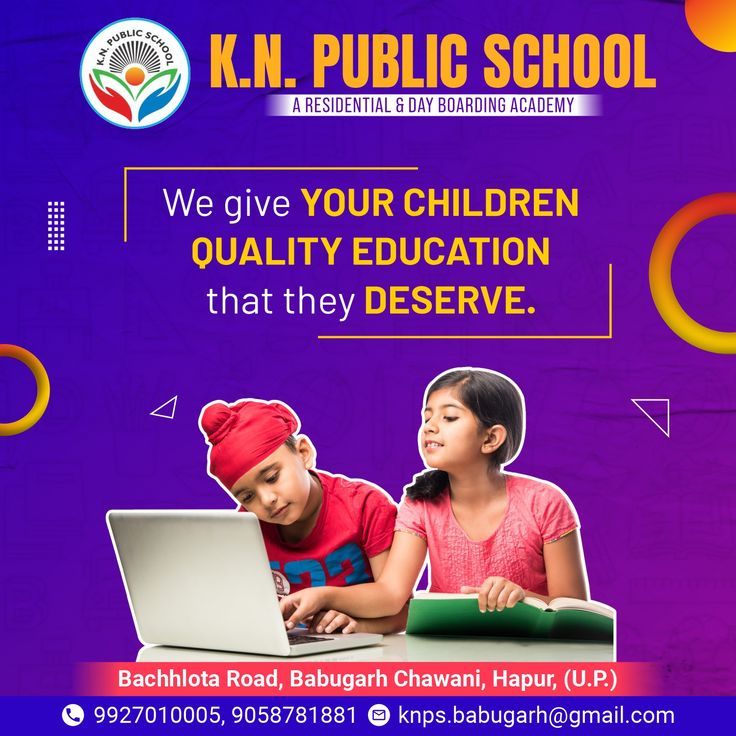 K.N. PUBLIC SCHOOL
K.N. PUBLIC SCHOOL
A RESIDENTIAL & DAY BOARDING ACADEMY
We give YOUR CHILDREN
QUALITY EDUCATION
that they DESERVE.
Bachhlota Road, Babugarh Chawani, Hapur, (U.P.)
9927010005, 9058781881 knps.babugarh@gmail.com